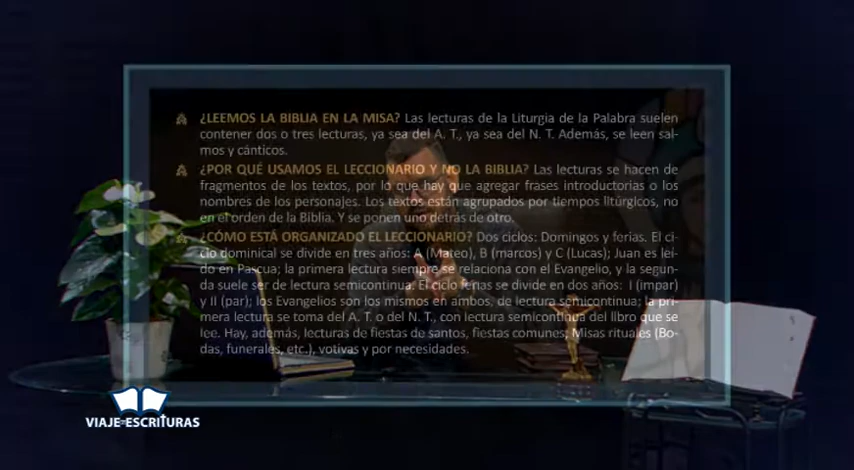 ¿LEEMOS LA BIBLIA EN LA MISA? Las lecturas de la Liturgia de la Palabra suelen
contener dos o tres lecturas, ya sea del A. T., ya sea del N. T. Además, se leen sal-
mos y cánticos.
¿POR QUÉ USAMOS EL LECCIONARIO Y NO LA BIBLIA? Las lecturas se hacen de
fragmentos de los textos, por lo que hay que agregar frases introductorias o los
nombres de los personajes. Los textos están agrupados por tiempos litúrgicos, no
en el orden de la Biblia. Y se ponen uno detrás de otro.
¿CÓMO ESTÁ ORGANIZADO EL LECCIONARIO? Dos ciclos: Domingos y ferias. El ci-
clo dominical se divide en tres años: A (Mateo), B (marcos) y C (Lucas); Juan es leí-
do en Pascua; la primera lectura siempre se relaciona con el Evangelio, y la segun-
da suele ser de lectura semicontinua. El ciclo ferias se divide en dos años: I (impar)
y II (par); los Evangelios son los mismos en ambos, de lectura semicontinua; la pri-
mera lectura se toma del A. T. o del N. T., con lectura semicontinua del libro que se
lee. Hay, además, lecturas de fiestas de santos, fiestas comunes; Misas rituales (Bo-
das, funerales, etc.), votivas y por necesidades.
VIAJE ESCRITURAS